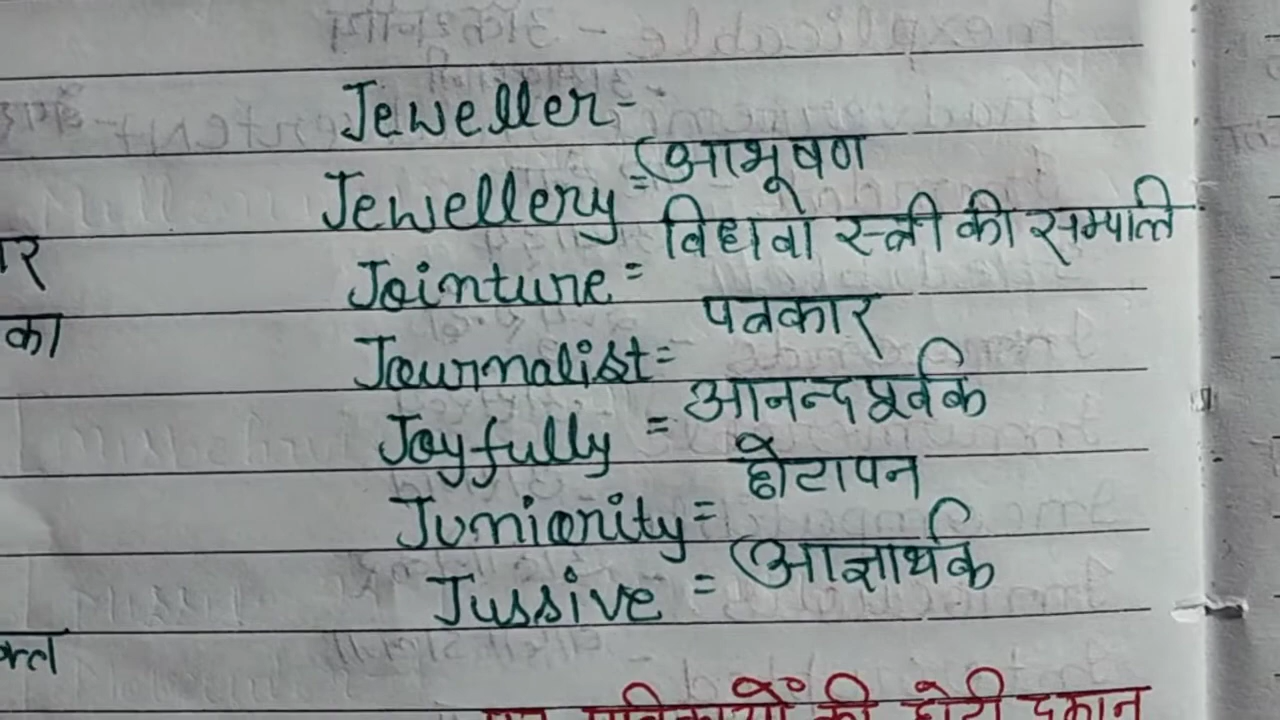 Jeweller-
Jewellery = आभूषण
Jointure = विधवा स्त्री की सम्पत्ति
Journalist = पत्रकार
Joyfully = आनन्दपूर्वक
Juniority = छोटापन
Jussive = आज्ञार्थक
र
का
की छोटी दुकान